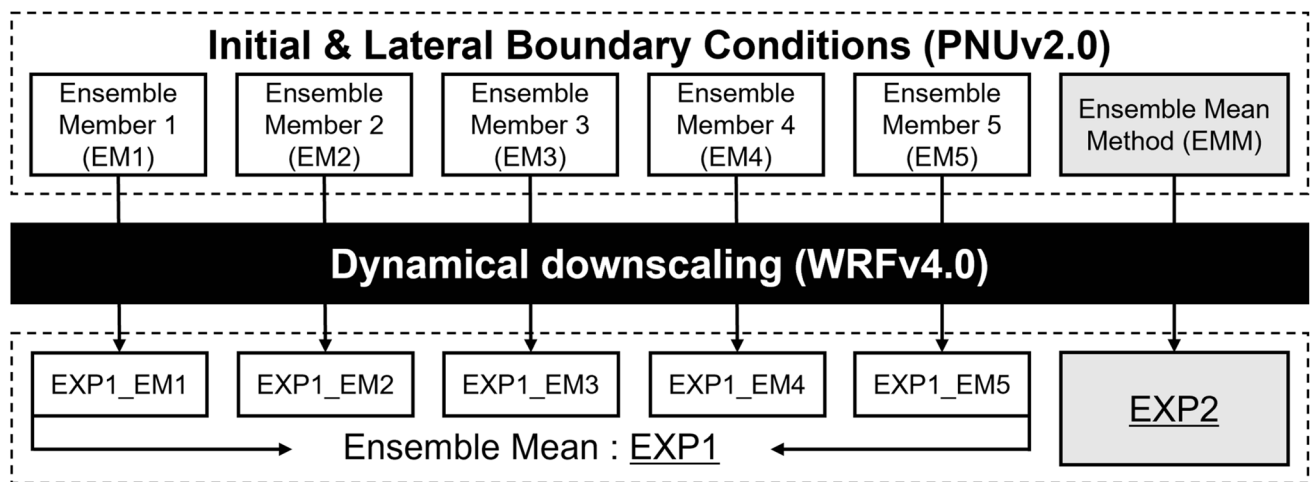 Initial & Lateral Boundary Conditions (PNUv2.0)
Ensemble
Member 1
(EM1)
Ensemble
Member 2
(EM2)
Ensemble
Member 3
(EM3)
Ensemble
Member 4
(EM4)
Ensemble
Member 5
(EM5)
Ensemble Mean
Method (EMM)
Dynamical downscaling (WRFv4.0)
EXP1_EM1
EXP1_EM2
EXP1_EM3
EXP1_EM4
EXP1_EM5
EXP2
Ensemble Mean : EXP1